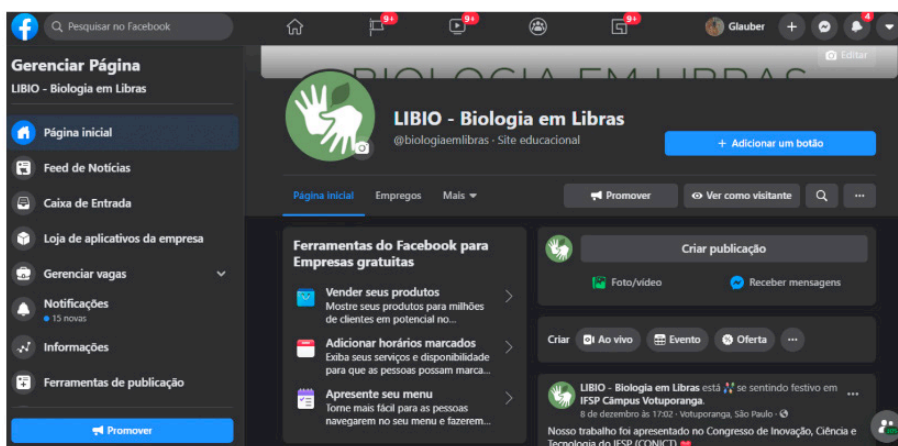 Pesquisar no Facebook
9+
9+
9+
Glauber
4
Gerenciar Página
LIBIO - Biologia em Libras
Página inicial
Feed de Notícias
Caixa de Entrada
Loja de aplicativos da empresa
Gerenciar vagas
Notificações
15 novas
Informações
Ferramentas de publicação
Promover
BIOLOGIA EM LIBRAS
Editar
LIBIO - Biologia em Libras
@biologiaemlibras · Site educacional
+ Adicionar um botão
Página inicial Empregos Mais
Promover
Ver como visitante
Ferramentas do Facebook para
Empresas gratuitas
Vender seus produtos
Mostre seus produtos para milhões
de clientes em potencial no...
Adicionar horários marcados
Exiba seus serviços e disponibilidade
para que as pessoas possam marca...
Apresente seu menu
Torne mais fácil para as pessoas
navegarem no seu menu e fazerem...
Criar publicação
Foto/vídeo
Receber mensagens
Criar Ao vivo Evento Oferta
LIBIO - Biologia em Libras está se sentindo festivo em
IFSP Câmpus Votuporanga.
8 de dezembro às 17:02 · Votuporanga, São Paulo ·
Nosso trabalho foi apresentado no Congresso de Inovação, Ciência e
Tecnologia do IFSP (CONICT)